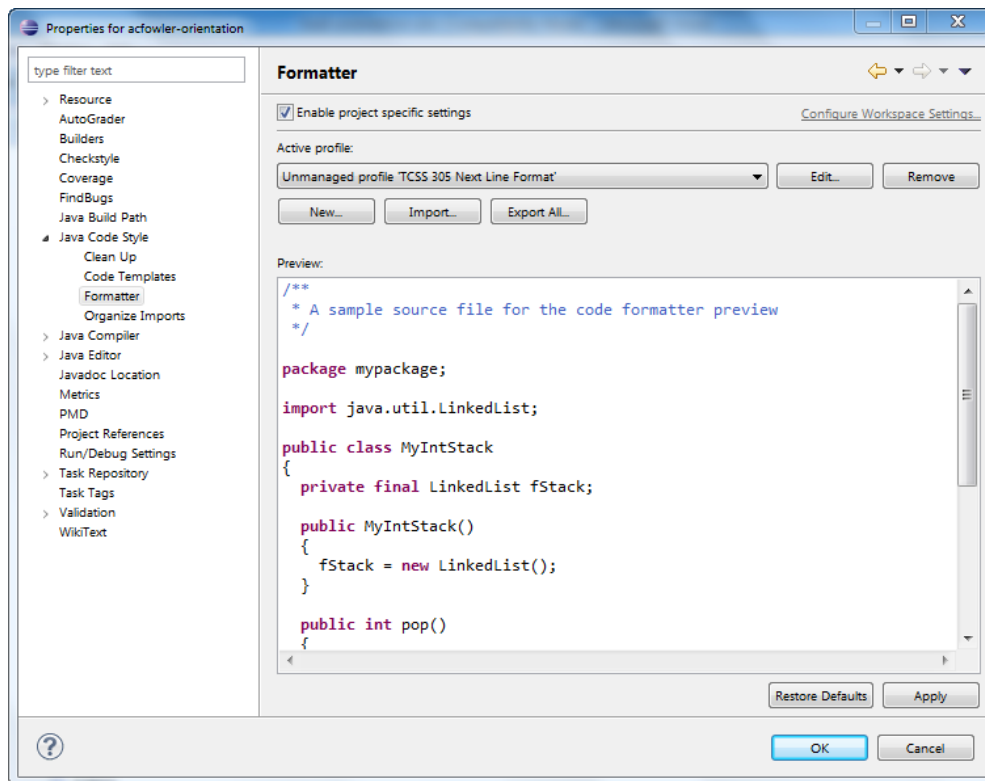 Properties for acfowler-orientation
type filter text
Resource
AutoGrader
Builders
Checkstyle
Coverage
FindBugs
Java Build Path
Java Code Style
Clean Up
Code Templates
Formatter
Organize Imports
Java Compiler
Java Editor
Javadoc Location
Metrics
PMD
Project References
Run/Debug Settings
Task Repository
Task Tags
Validation
WikiText
Formatter
Enable project specific settings
Configure Workspace Settings...
Active profile:
Unmanaged profile 'TCSS 305 Next Line Format'
Edit...
Remove
New...
Import...
Export All...
Preview:
/**
 * A sample source file for the code formatter preview
 */
package mypackage;
import java.util.LinkedList;
public class MyIntStack
{
  private final LinkedList fStack;
  public MyIntStack()
  {
    fStack = new LinkedList();
  }
  public int pop()
  {
Restore Defaults
Apply
?
OK
Cancel